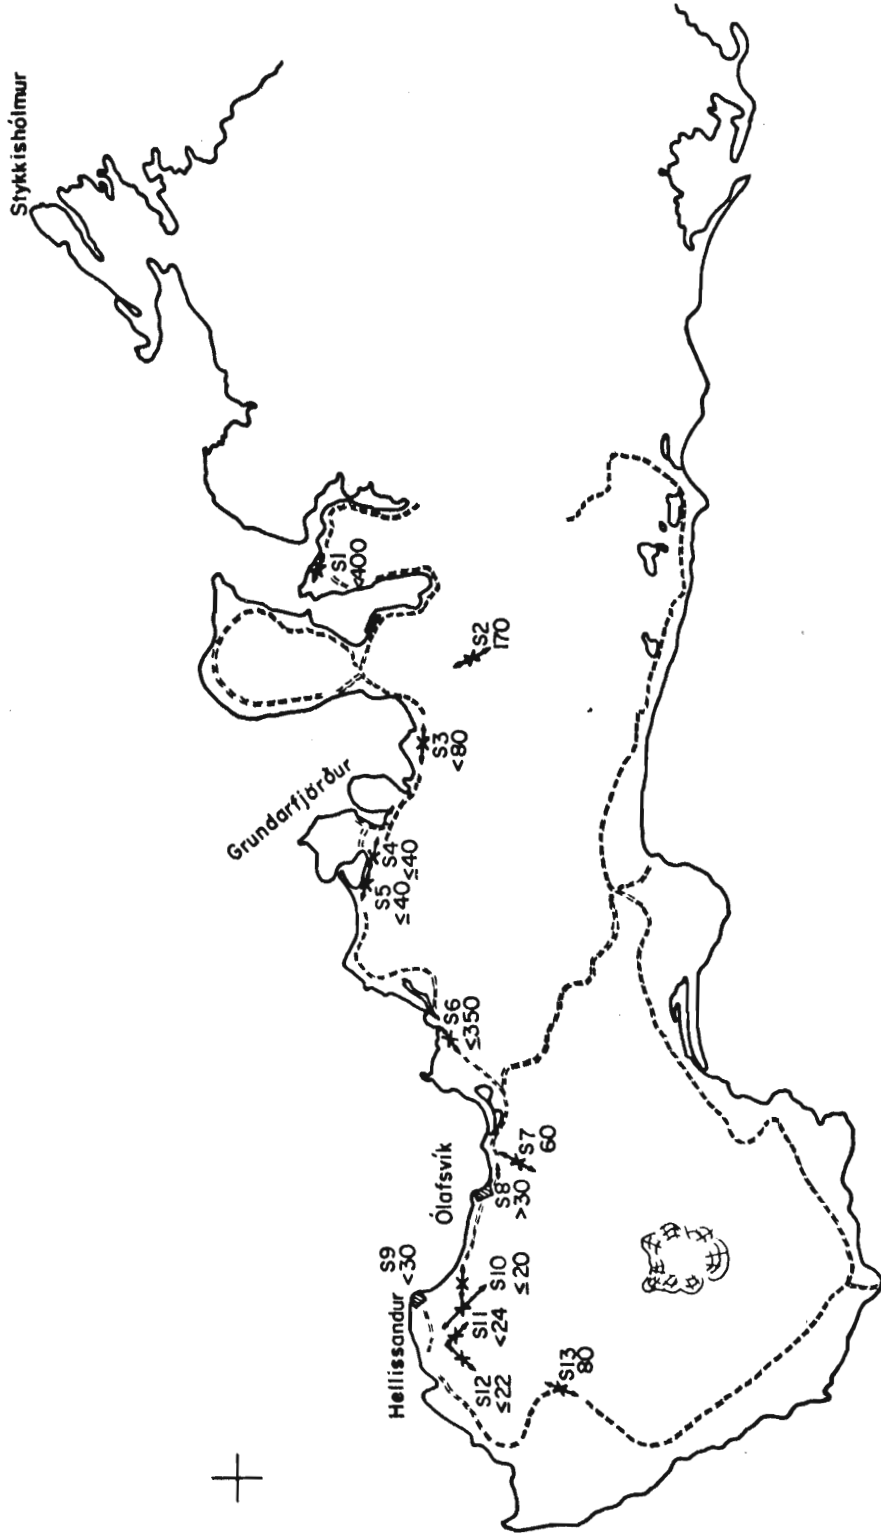 Stykkishólmur
S1
<400
S2
170
S3
<80
Grundarfjörður
S4
≤40
S5
≤40
S6
≤350
S7
60
Ólafsvík
S8
>30
S9
<30
Hellissandur
S10
≤20
S11
<24
S12
≤22
S13
80